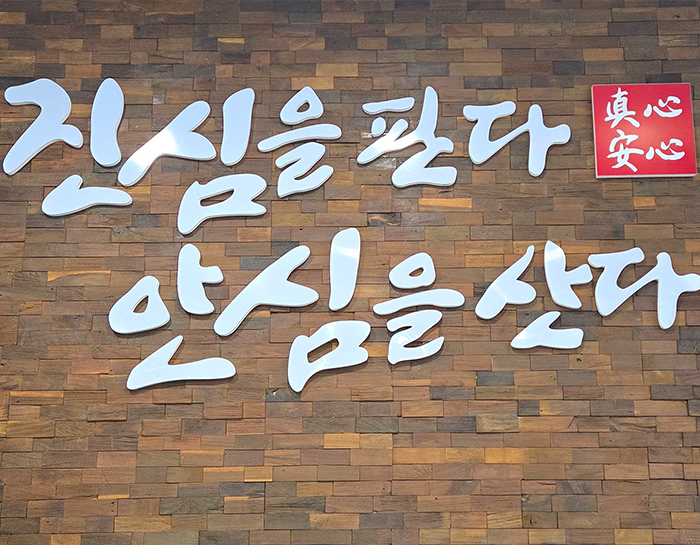 진심을 판다
真心
安心
안심을 산다